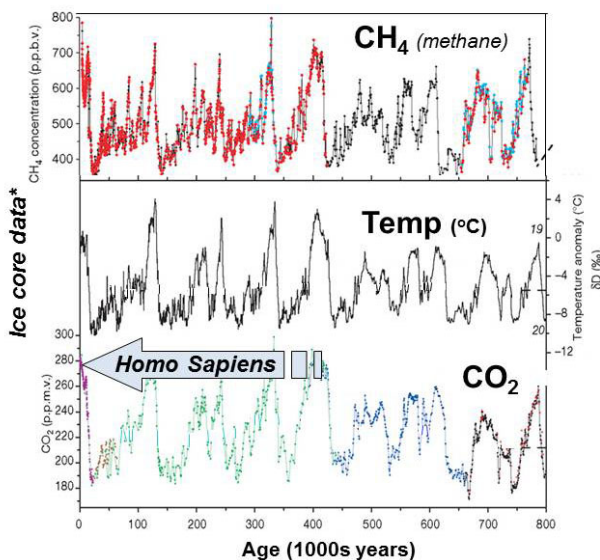 CH₄ (methane)
CH₄ concentration (p.p.b.v.)
800
700
600
500
400
Ice core data*
Temp (°C)
4
0
−4
−8
−12
Temperature anomaly (°C)
δD (‰)
19
20
Homo Sapiens
CO₂
CO₂ (p.p.m.v.)
300
280
260
240
220
200
180
0 100 200 300 400 500 600 700 800
Age (1000s years)